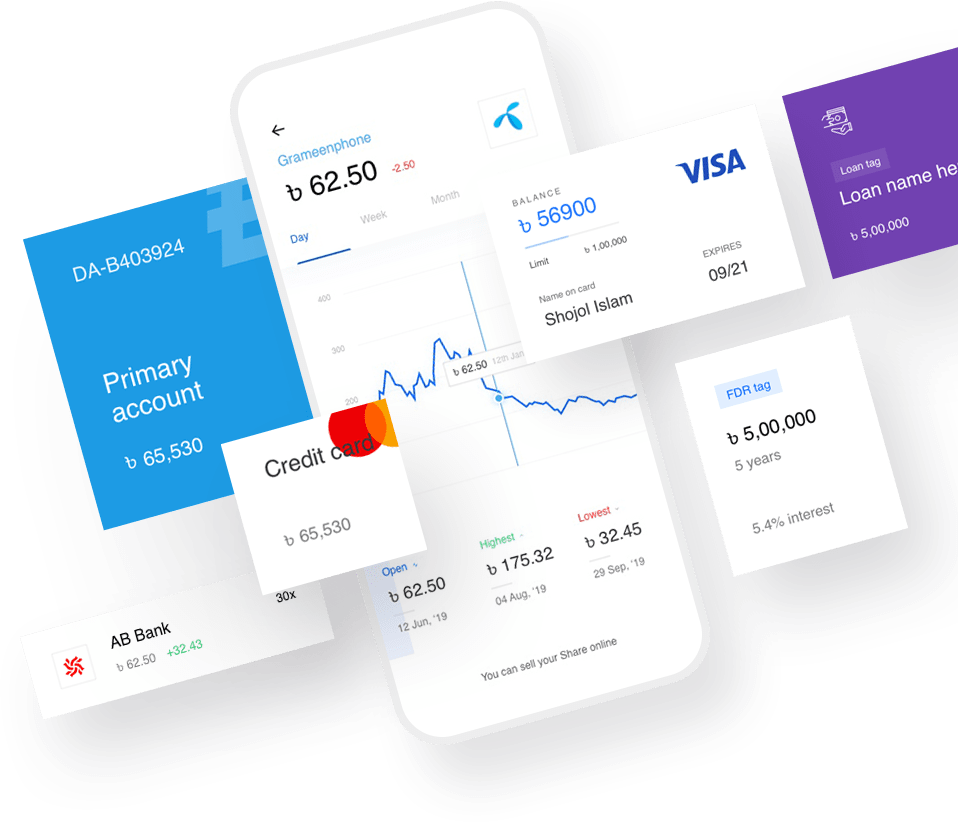 Grameenphone
৳ 62.50 -2.50
Day Week Month
400
300
200
৳ 62.50 12th Jan
Open
৳ 62.50
12 Jun, '19
Highest
৳ 175.32
04 Aug, '19
Lowest
৳ 32.45
29 Sep, '19
You can sell your Share online
DA-B403924
Primary
account
৳ 65,530
Credit card
৳ 65,530
AB Bank
৳ 62.50 +32.43
30x
VISA
BALANCE
৳ 56900
Limit ৳ 1,00,000
Name on card
Shojol Islam
EXPIRES
09/21
Loan tag
Loan name he
৳ 5,00,000
FDR tag
৳ 5,00,000
5 years
5.4% interest